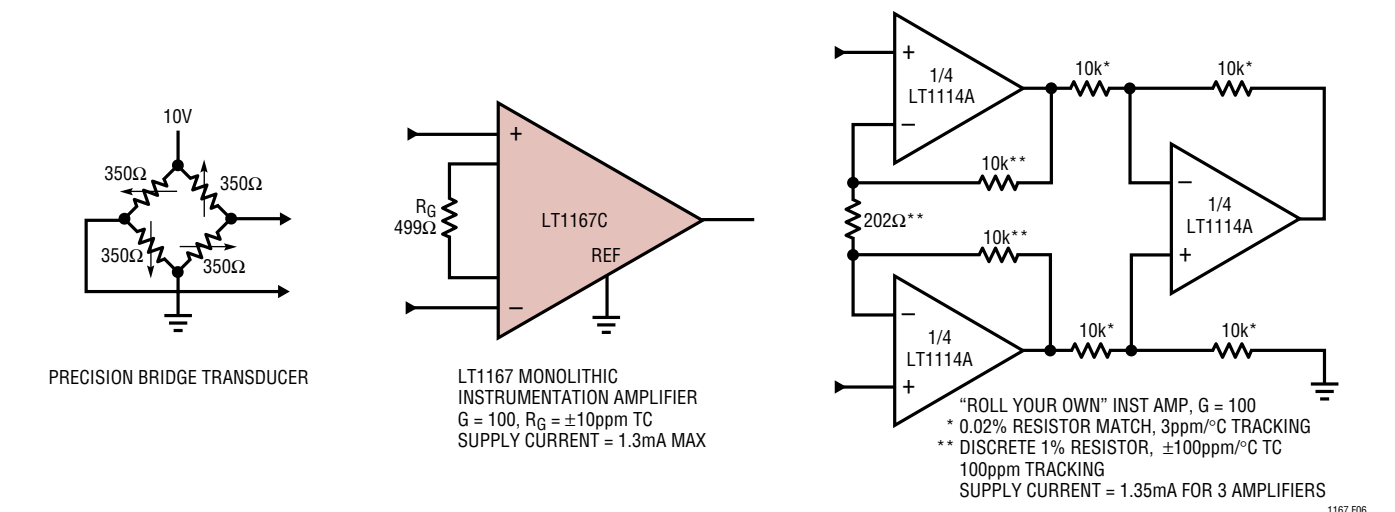 10V
350Ω
350Ω
350Ω
350Ω
PRECISION BRIDGE TRANSDUCER
+
RG
499Ω
LT1167C
REF
–
LT1167 MONOLITHIC
INSTRUMENTATION AMPLIFIER
G = 100, RG = ±10ppm TC
SUPPLY CURRENT = 1.3mA MAX
+
1/4
LT1114A
–
10k*
10k*
10k**
202Ω**
10k**
–
1/4
LT1114A
+
–
1/4
LT1114A
+
10k*
10k*
“ROLL YOUR OWN” INST AMP, G = 100
* 0.02% RESISTOR MATCH, 3ppm/°C TRACKING
** DISCRETE 1% RESISTOR, ±100ppm/°C TC
100ppm TRACKING
SUPPLY CURRENT = 1.35mA FOR 3 AMPLIFIERS
1167 F06